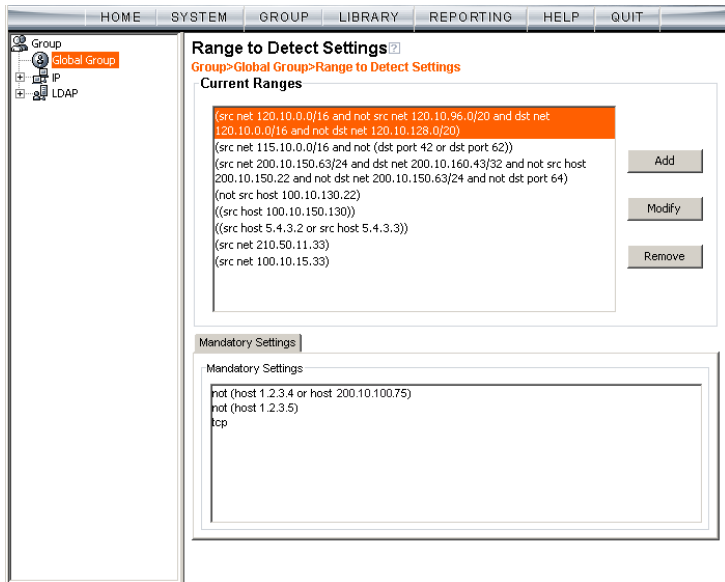 HOME SYSTEM GROUP LIBRARY REPORTING HELP QUIT
Group
Global Group
IP
LDAP
Range to Detect Settings?
Group>Global Group>Range to Detect Settings
Current Ranges
(src net 120.10.0.0/16 and not src net 120.10.96.0/20 and dst net
120.10.0.0/16 and not dst net 120.10.128.0/20)
(src net 115.10.0.0/16 and not (dst port 42 or dst port 62))
(src net 200.10.150.63/24 and dst net 200.10.160.43/32 and not src host
200.10.150.22 and not dst net 200.10.150.63/24 and not dst port 64)
(not src host 100.10.130.22)
((src host 100.10.150.130))
((src host 5.4.3.2 or src host 5.4.3.3))
(src net 210.50.11.33)
(src net 100.10.15.33)
Add
Modify
Remove
Mandatory Settings
Mandatory Settings
not (host 1.2.3.4 or host 200.10.100.75)
not (host 1.2.3.5)
tcp